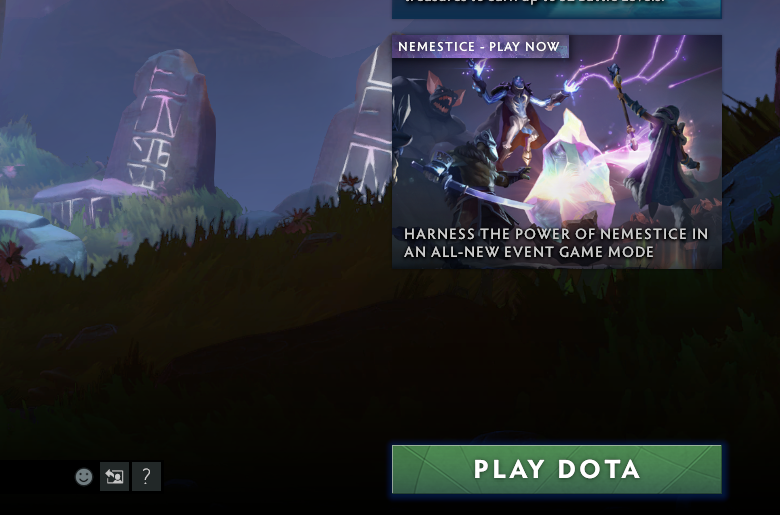 NEMESTICE - PLAY NOW
HARNESS THE POWER OF NEMESTICE IN
AN ALL-NEW EVENT GAME MODE
?
PLAY DOTA